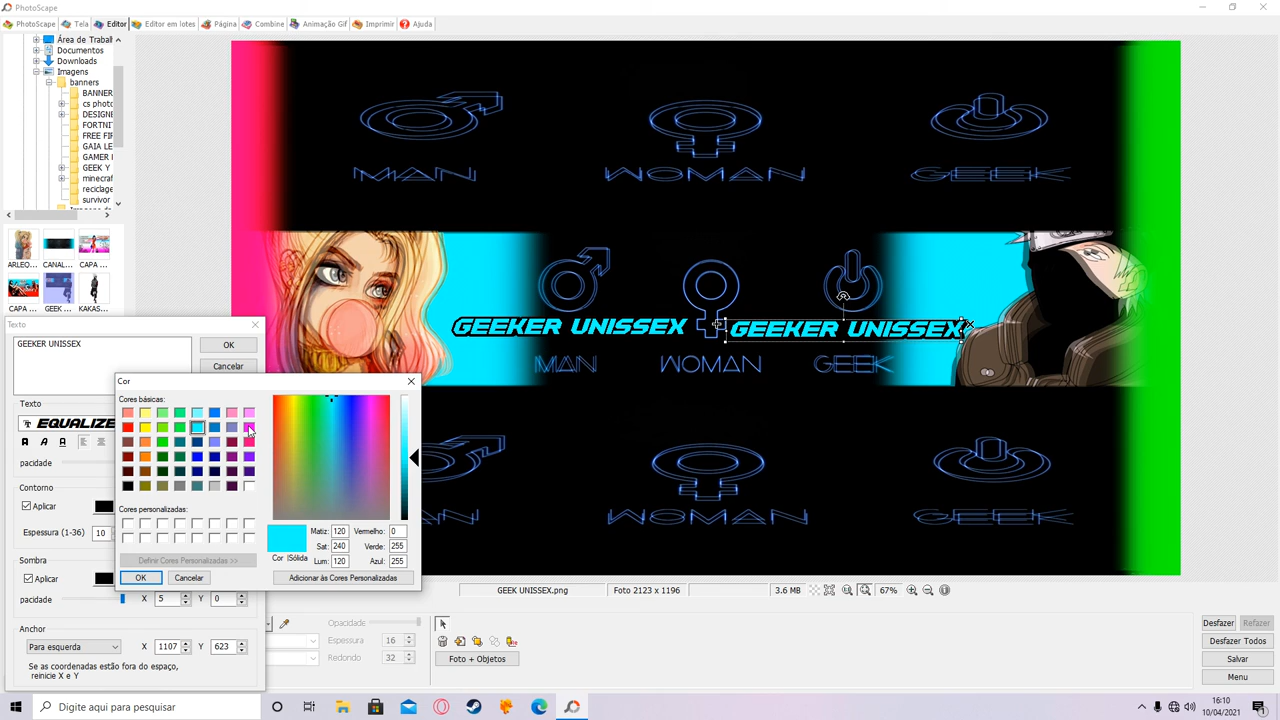 PhotoScape
PhotoScape Tela Editor Editor em lotes Página Combine Animação Gif Imprimir Ajuda
Área de Trabal
Documentos
Downloads
Imagens
banners
BANNER
cs photo
DESIGNE
FORTNIT
FREE FIR
GAIA LE
GAMER
GEEK Y
minecraf
reciclage
survivor
ARLEO... CANAL... CAPA ...
CAPA ... GEEK ... KAKAS...
MAN WOMAN GEEK
GEEKER UNISSEX GEEKER UNISSEX
MAN WOMAN GEEK
WOMAN GEEK
Texto
GEEKER UNISSEX
OK
Cancelar
Texto
EQUALIZE
A A A
pacidade
Contorno
Aplicar
Espessura (1-36) 10
Sombra
Aplicar
pacidade X 5 Y 0
Anchor
Para esquerda X 1107 Y 623
Se as coordenadas estão fora do espaço,
reinicie X e Y
Cor
Cores básicas:
Cores personalizadas:
Definir Cores Personalizadas >>
OK Cancelar
Cor |Sólida
Matiz: 120 Vermelho: 0
Sat: 240 Verde: 255
Lum: 120 Azul: 255
Adicionar às Cores Personalizadas
GEEK UNISSEX.png Foto 2123 x 1196 3.6 MB 67%
Opacidade
Espessura 16
Redondo 32
Foto + Objetos
Desfazer Refazer
Desfazer Todos
Salvar
Menu
Digite aqui para pesquisar
16:10
10/04/2021